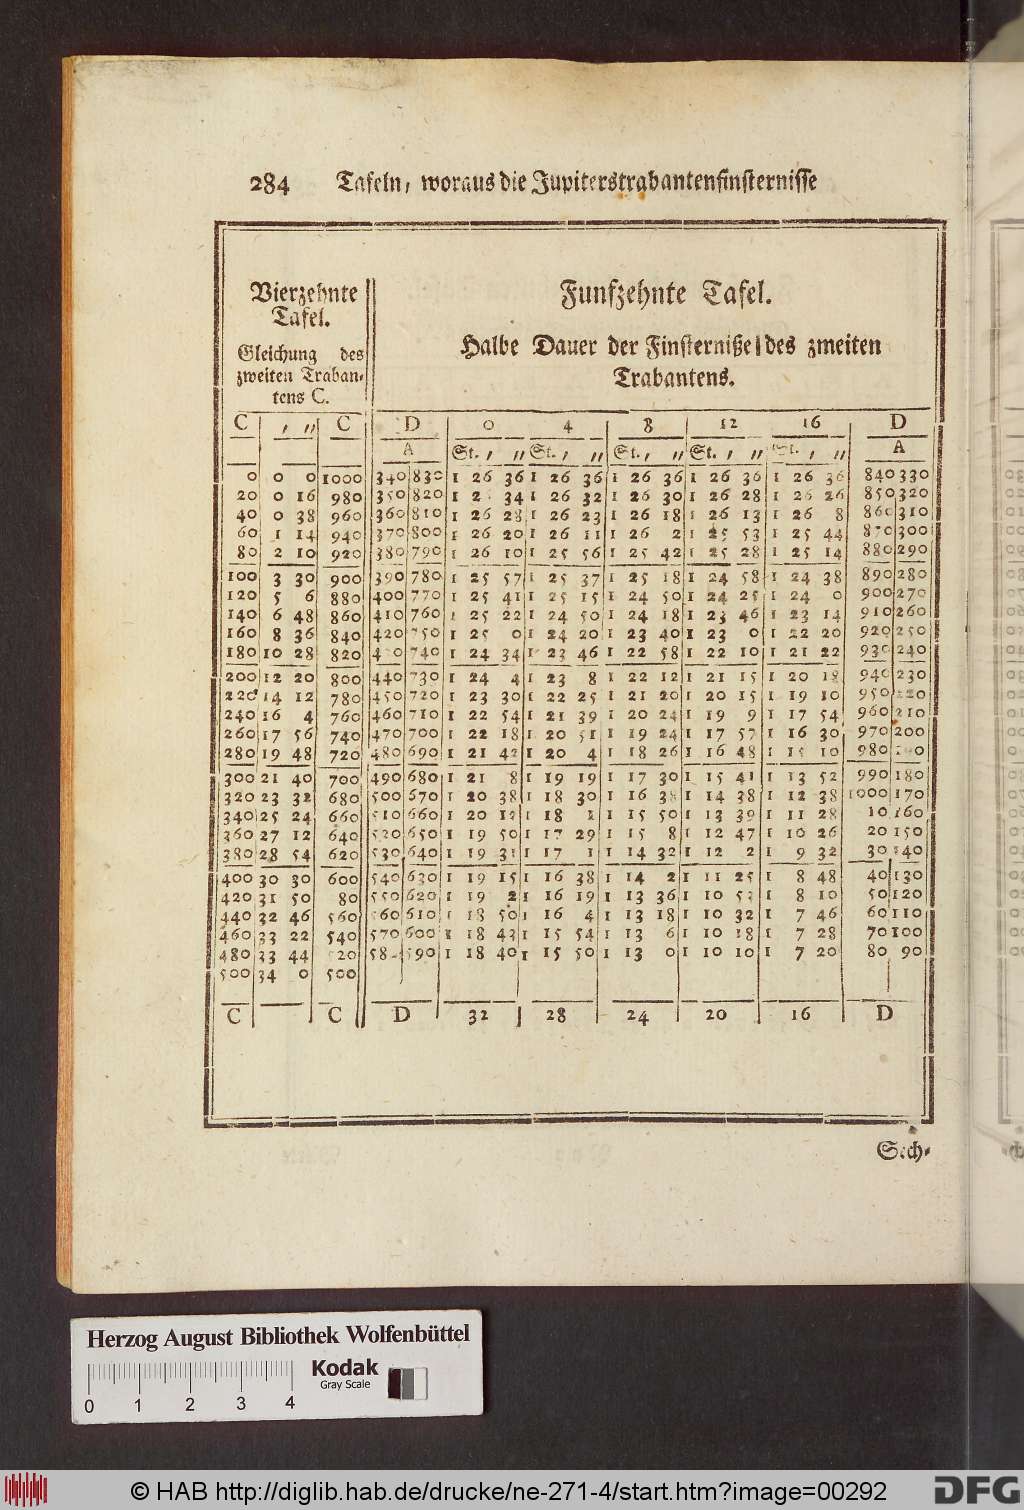 284 Tafeln, woraus die Jupiterstrabantenfinsternisse
Vierzehnte
Tafel.
Gleichung des
zweiten Traban-
tens C.
Funfzehnte Tafel.
Halbe Dauer der Finsterniße des zweiten
Trabantens.
C , ,, C D 0 4 8 12 16 D
A St. , ,, St. , ,, St. , ,, St. , ,, St. , ,, A
0 0 0 1000 340 830 1 26 36 1 26 36 1 26 36 1 26 36 1 26 36 840 330
20 0 16 980 350 820 1 2 34 1 26 32 1 26 30 1 26 28 1 26 26 850 320
40 0 38 960 360 810 1 26 28 1 26 23 1 26 18 1 26 13 1 26 8 860 310
60 1 14 940 370 800 1 26 20 1 26 11 1 26 2 1 25 53 1 25 44 870 300
80 2 10 920 380 790 1 26 10 1 25 56 1 25 42 1 25 28 1 25 14 880 290
100 3 30 900 390 780 1 25 57 1 25 37 1 25 18 1 24 58 1 24 38 890 280
120 5 6 880 400 770 1 25 41 1 25 15 1 24 50 1 24 25 1 24 0 900 270
140 6 48 860 410 760 1 25 22 1 24 50 1 24 18 1 23 46 1 23 14 910 260
160 8 36 840 420 750 1 25 0 1 24 20 1 23 40 1 23 0 1 22 20 920 250
180 10 28 820 4 0 740 1 24 34 1 23 46 1 22 58 1 22 10 1 21 22 930 240
200 12 20 800 440 730 1 24 4 1 23 8 1 22 12 1 21 15 1 20 18 940 230
220 14 12 780 450 720 1 23 30 1 22 25 1 21 20 1 20 15 1 19 10 950 220
240 16 4 760 460 710 1 22 54 1 21 39 1 20 24 1 19 9 1 17 54 960 210
260 17 56 740 470 700 1 22 18 1 20 51 1 19 24 1 17 57 1 16 30 970 200
280 19 48 720 480 690 1 21 42 1 20 4 1 18 26 1 16 48 1 15 10 980 0
300 21 40 700 490 680 1 21 8 1 19 19 1 17 30 1 15 41 1 13 52 990 180
320 23 32 680 500 670 1 20 38 1 18 30 1 16 38 1 14 38 1 12 38 1000 170
340 25 24 660 510 660 1 20 12 1 18 1 1 15 50 1 13 39 1 11 28 10 160
360 27 12 640 520 650 1 19 50 1 17 29 1 15 8 1 12 47 1 10 26 20 150
380 28 54 620 530 640 1 19 31 1 17 1 1 14 32 1 12 2 1 9 32 30 140
400 30 30 600 540 630 1 19 15 1 16 38 1 14 2 1 11 25 1 8 48 40 130
420 31 50 80 550 620 1 19 2 1 16 19 1 13 36 1 10 53 1 8 10 50 120
440 32 46 560 560 610 1 18 50 1 16 4 1 13 18 1 10 32 1 7 46 60 110
460 33 22 540 570 600 1 18 43 1 15 54 1 13 6 1 10 18 1 7 28 70 100
480 33 44 20 58 590 1 18 40 1 15 50 1 13 0 1 10 10 1 7 20 80 90
500 34 0 500
C C D 32 28 24 20 16 D
Sech-
Herzog August Bibliothek Wolfenbüttel
Kodak
Gray Scale
0 1 2 3 4
© HAB http://diglib.hab.de/drucke/ne-271-4/start.htm?image=00292
DFG